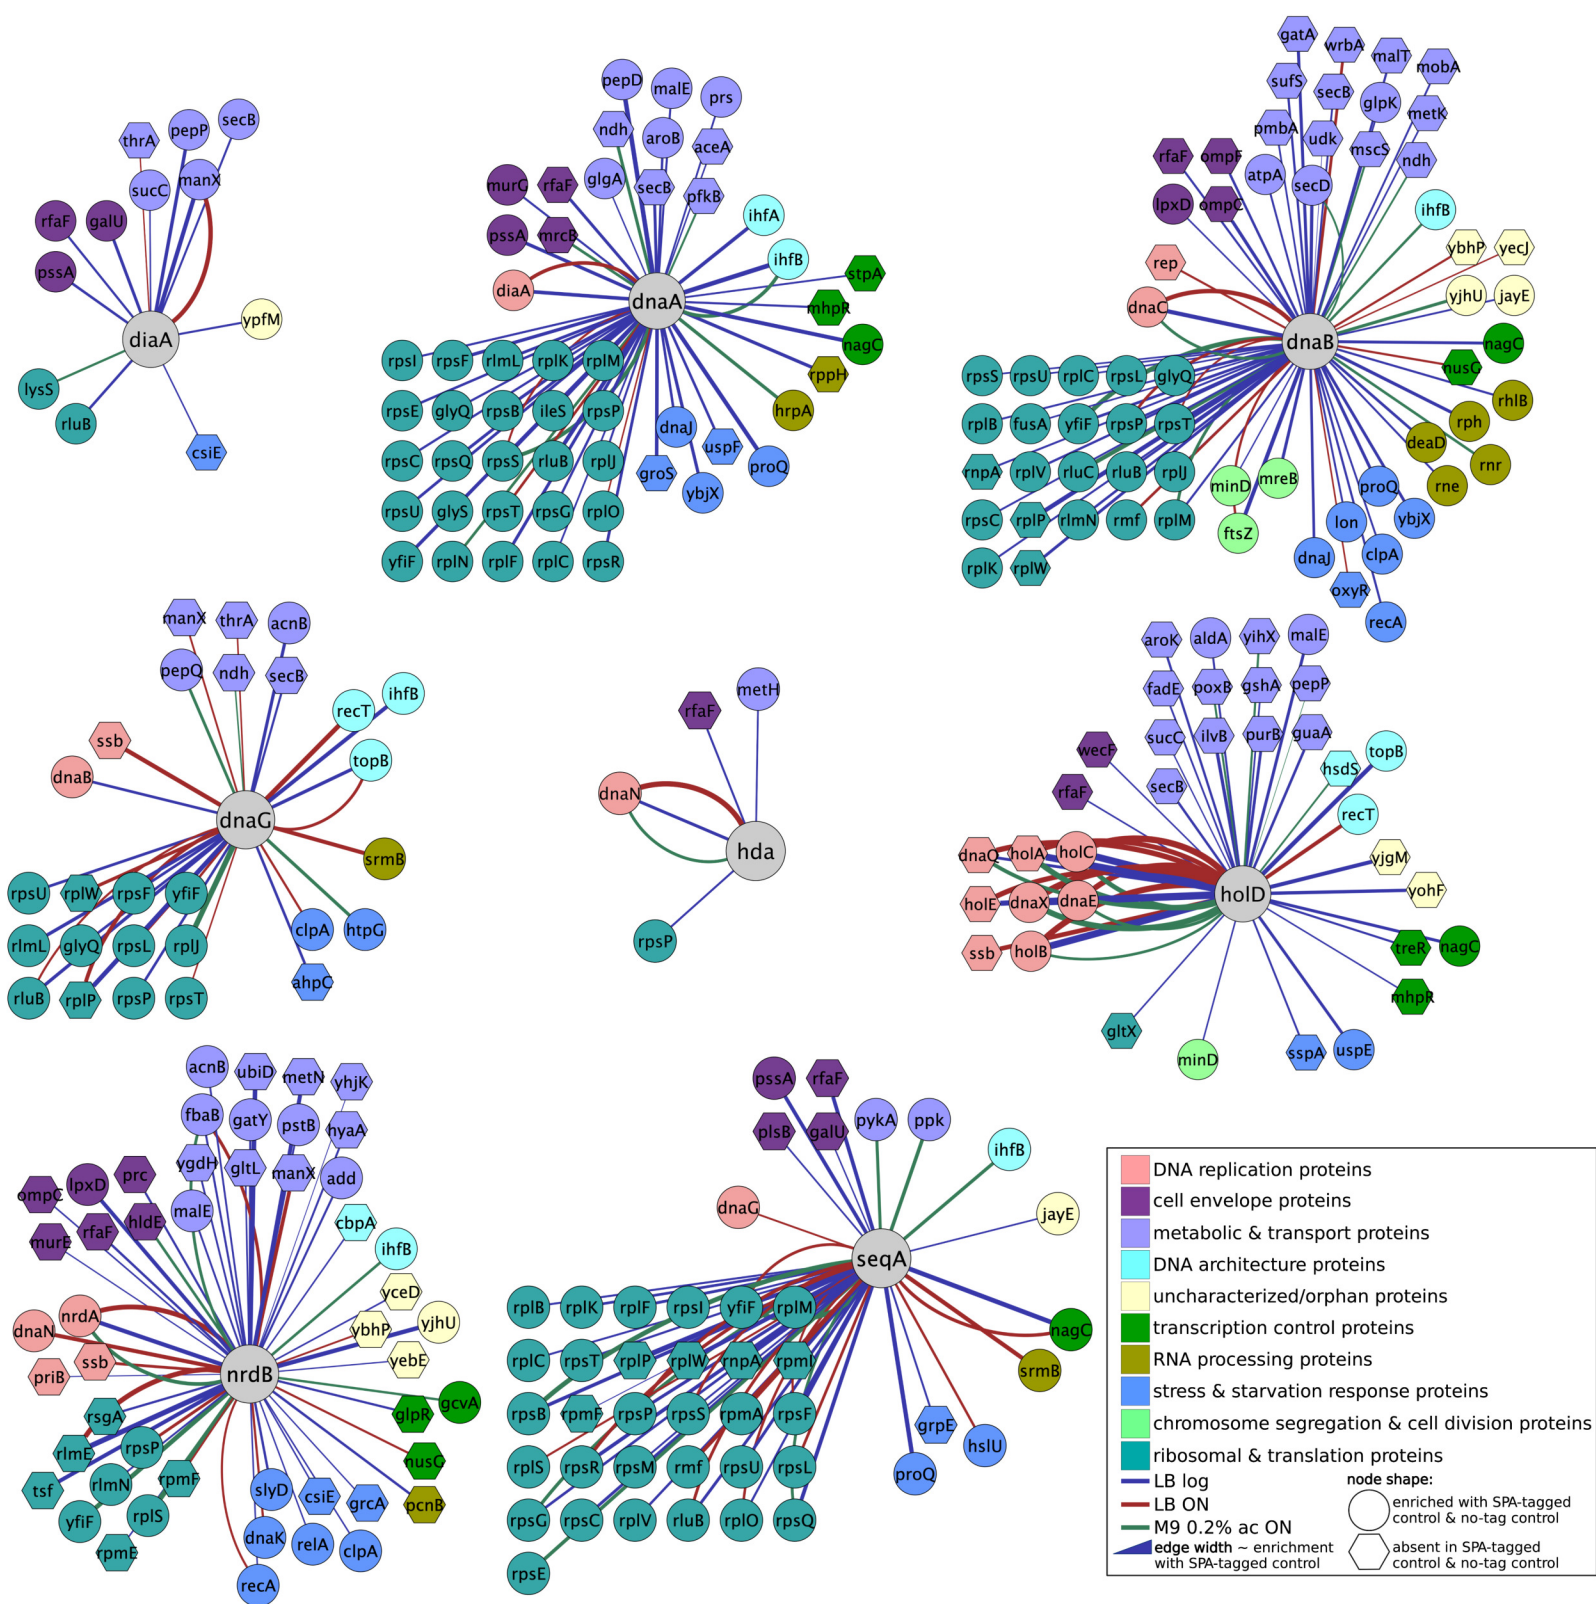 diaA
thrA
pepP
secB
sucC
manX
rfaF
galU
pssA
ypfM
lysS
rluB
csiE
dnaA
pepD
malE
prs
ndh
aroB
aceA
glgA
secB
pfkB
murG
rfaF
pssA
mrcB
diaA
ihfA
ihfB
stpA
mhpR
nagC
rppH
hrpA
dnaJ
uspF
proQ
groS
ybjX
rpsI
rpsF
rlmL
rplK
rplM
rpsE
glyQ
rpsB
ileS
rpsP
rpsC
rpsQ
rpsS
rluB
rplJ
rpsU
glyS
rpsT
rpsG
rplO
yfiF
rplN
rplF
rplC
rpsR
dnaB
gatA
wrbA
malT
mobA
sufS
secB
glpK
metK
pmbA
udk
mscS
ndh
atpA
secD
rfaF
ompF
lpxD
ompC
rep
dnaC
ihfB
ybhP
yecJ
yjhU
jayE
nagC
nusG
rhlB
rph
deaD
rnr
rne
proQ
ybjX
lon
clpA
dnaJ
oxyR
recA
minD
mreB
ftsZ
rpsS
rpsU
rplC
rpsL
glyQ
rplB
fusA
yfiF
rpsP
rpsT
rnpA
rplV
rluC
rluB
rplJ
rpsC
rplP
rlmN
rmf
rplM
rplK
rplW
dnaG
manX
thrA
acnB
pepQ
ndh
secB
recT
ihfB
topB
ssb
dnaB
srmB
clpA
htpG
ahpC
rpsU
rplW
rpsF
yfiF
rlmL
glyQ
rpsL
rplJ
rluB
rplP
rpsP
rpsT
hda
rfaF
metH
dnaN
rpsP
holD
aroK
aldA
yihX
malE
fadE
poxB
gshA
pepP
sucC
ilvB
purB
guaA
secB
wecF
rfaF
hsdS
topB
recT
yjgM
yohF
dnaQ
holA
holC
holE
dnaX
dnaE
ssb
holB
treR
nagC
mhpR
gltX
minD
sspA
uspE
nrdB
acnB
ubiD
metN
yhjK
fbaB
gatY
pstB
hyaA
ygdH
gltL
manX
add
malE
ompC
lpxD
prc
murE
rfaF
hldE
cbpA
ihfB
yceD
ybhP
yjhU
yebE
nrdA
dnaN
ssb
priB
gcvA
glpR
nusG
pcnB
rsgA
rlmE
rpsP
tsf
rlmN
rpmF
yfiF
rplS
rpmE
slyD
csiE
grcA
dnaK
relA
clpA
recA
seqA
pssA
rfaF
plsB
galU
pykA
ppk
ihfB
dnaG
jayE
nagC
srmB
grpE
hslU
proQ
rplB
rplK
rplF
rpsI
yfiF
rplM
rplC
rpsT
rplP
rplW
rnpA
rpmI
rpsB
rpmF
rpsP
rpsS
rpmA
rpsF
rplS
rpsR
rpsM
rmf
rpsU
rpsL
rpsG
rpsC
rplV
rluB
rplO
rpsQ
rpsE
DNA replication proteins
cell envelope proteins
metabolic & transport proteins
DNA architecture proteins
uncharacterized/orphan proteins
transcription control proteins
RNA processing proteins
stress & starvation response proteins
chromosome segregation & cell division proteins
ribosomal & translation proteins
LB log
LB ON
M9 0.2% ac ON
edge width ~ enrichment
with SPA-tagged control
node shape:
enriched with SPA-tagged
control & no-tag control
absent in SPA-tagged
control & no-tag control